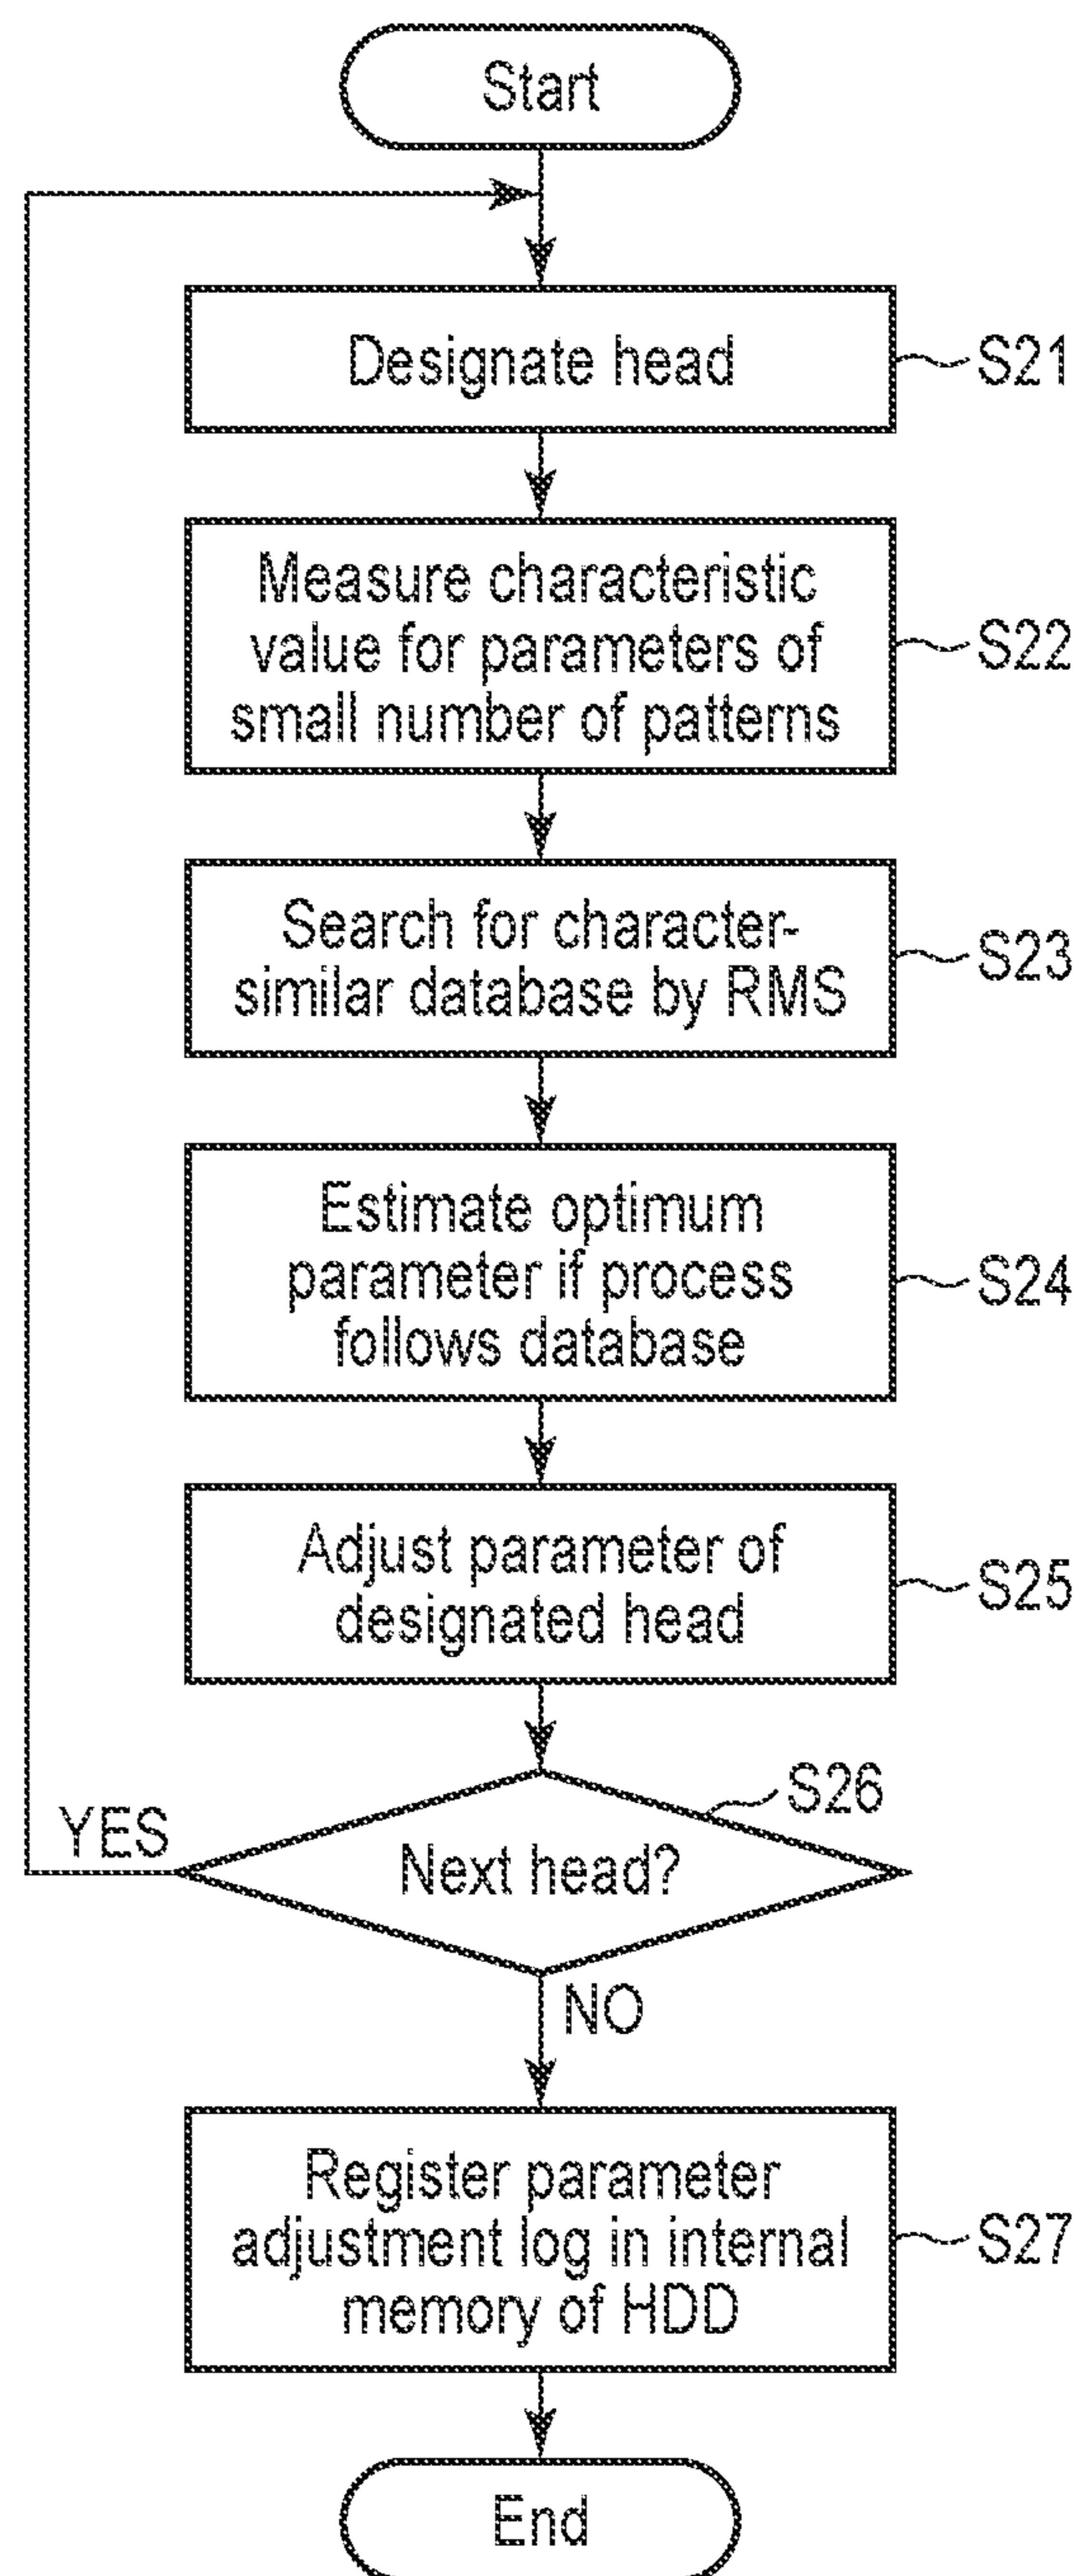 Start
Designate head
S21
Measure characteristic
value for parameters of
small number of patterns
S22
Search for character-
similar database by RMS
S23
Estimate optimum
parameter if process
follows database
S24
Adjust parameter of
designated head
S25
S26
YES
Next head?
NO
Register parameter
adjustment log in internal
memory of HDD
S27
End